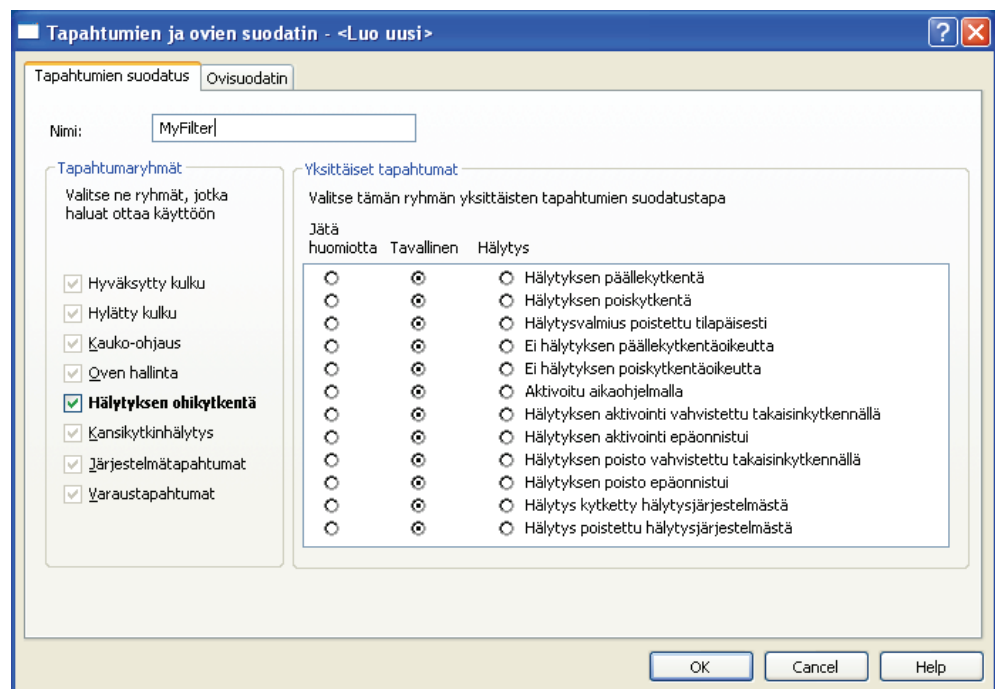 Tapahtumien ja ovien suodatin - <Luo uusi>
Tapahtumien suodatus Ovisuodatin
Nimi: MyFilter
Tapahtumaryhmät
Valitse ne ryhmät, jotka
haluat ottaa käyttöön
Hyväksytty kulku
Hylätty kulku
Kauko-ohjaus
Oven hallinta
Hälytyksen ohikytkentä
Kansikytkinhälytys
Järjestelmätapahtumat
Varaustapahtumat
Yksittäiset tapahtumat
Valitse tämän ryhmän yksittäisten tapahtumien suodatustapa
Jätä
huomiotta Tavallinen Hälytys
Hälytyksen päällekytkentä
Hälytyksen poiskytkentä
Hälytysvalmius poistettu tilapäisesti
Ei hälytyksen päällekytkentäoikeutta
Ei hälytyksen poiskytkentäoikeutta
Aktivoitu aikaohjelmalla
Hälytyksen aktivointi vahvistettu takaisinkytkennällä
Hälytyksen aktivointi epäonnistui
Hälytyksen poisto vahvistettu takaisinkytkennällä
Hälytyksen poisto epäonnistui
Hälytys kytketty hälytysjärjestelmästä
Hälytys poistettu hälytysjärjestelmästä
OK Cancel Help